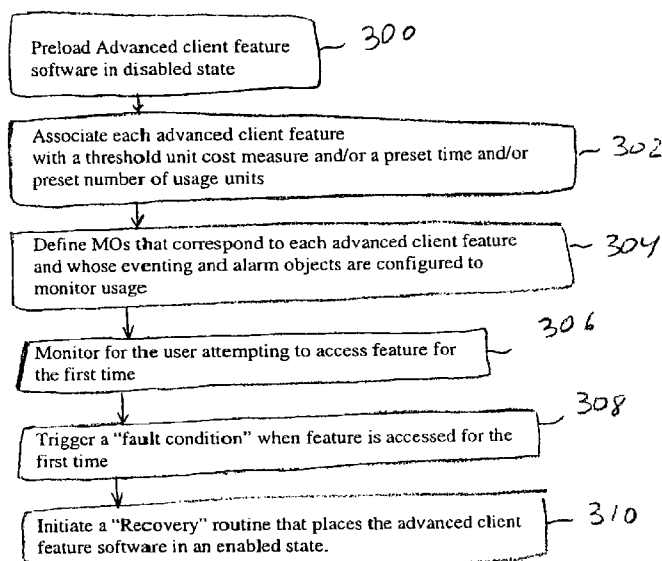 Preload Advanced client feature
software in disabled state
300
Associate each advanced client feature
with a threshold unit cost measure and/or a preset time and/or
preset number of usage units
302
Define MOs that correspond to each advanced client feature
and whose eventing and alarm objects are configured to
monitor usage
304
Monitor for the user attempting to access feature for
the first time
306
Trigger a “fault condition” when feature is accessed for the
first time
308
Initiate a “Recovery” routine that places the advanced client
feature software in an enabled state.
310